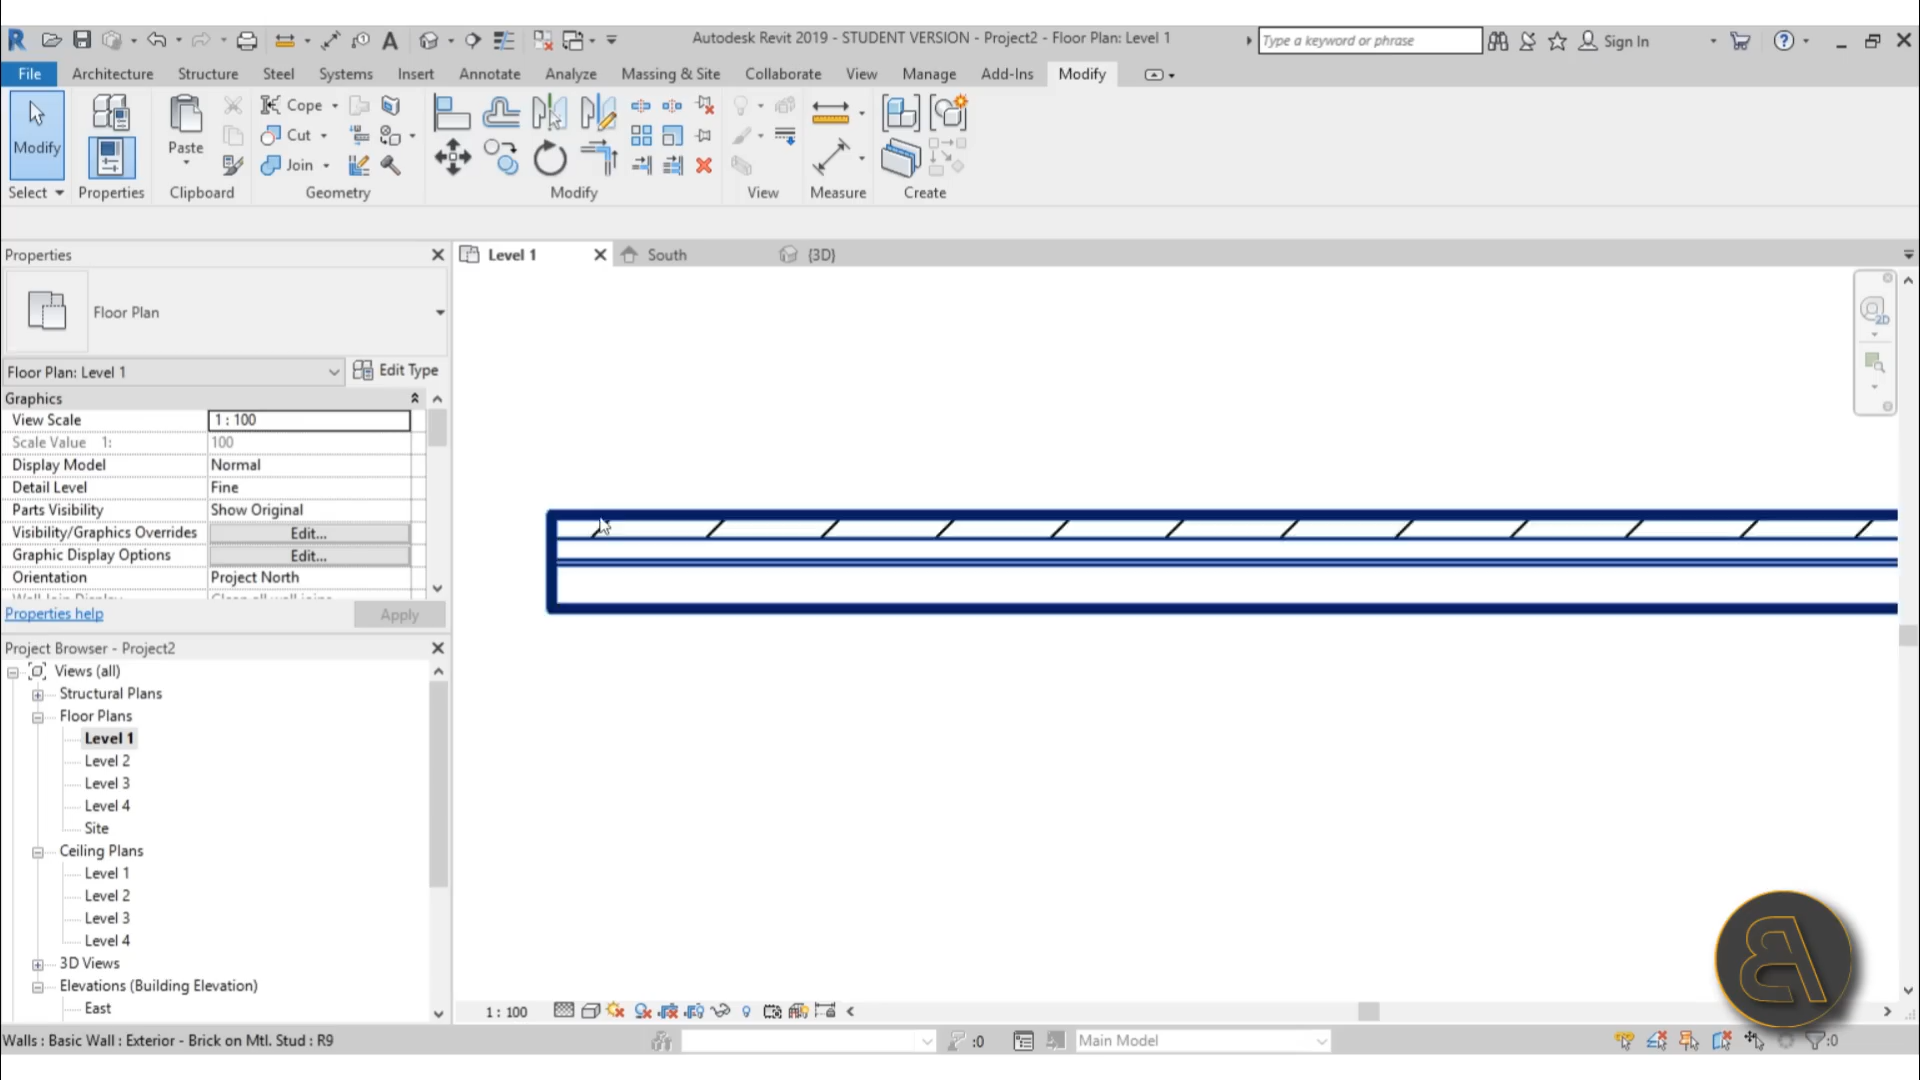 Autodesk Revit 2019 - STUDENT VERSION - Project2 - Floor Plan: Level 1
Type a keyword or phrase
Sign In
File Architecture Structure Steel Systems Insert Annotate Analyze Massing & Site Collaborate View Manage Add-Ins Modify
Modify
Paste
Cope
Cut
Join
Select Properties Clipboard Geometry Modify View Measure Create
Properties
Level 1
South
{3D}
Floor Plan
Floor Plan: Level 1
Edit Type
Graphics
View Scale 1 : 100
Scale Value 1: 100
Display Model Normal
Detail Level Fine
Parts Visibility Show Original
Visibility/Graphics Overrides Edit...
Graphic Display Options Edit...
Orientation Project North
Properties help
Apply
Project Browser - Project2
Views (all)
Structural Plans
Floor Plans
Level 1
Level 2
Level 3
Level 4
Site
Ceiling Plans
Level 1
Level 2
Level 3
Level 4
3D Views
Elevations (Building Elevation)
East
2D
1 : 100
Walls : Basic Wall : Exterior - Brick on Mtl. Stud : R9
:0
Main Model
:0